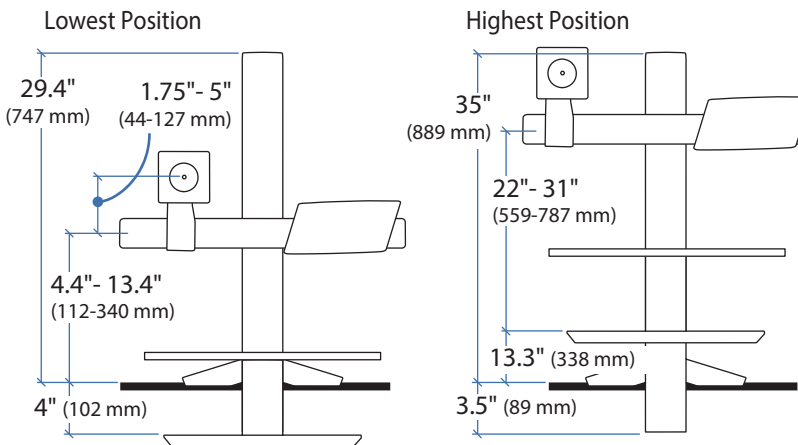 Lowest Position
29.4"
(747 mm)
1.75"- 5"
(44-127 mm)
4.4"- 13.4"
(112-340 mm)
4" (102 mm)
Highest Position
35"
(889 mm)
22"- 31"
(559-787 mm)
13.3" (338 mm)
3.5" (89 mm)